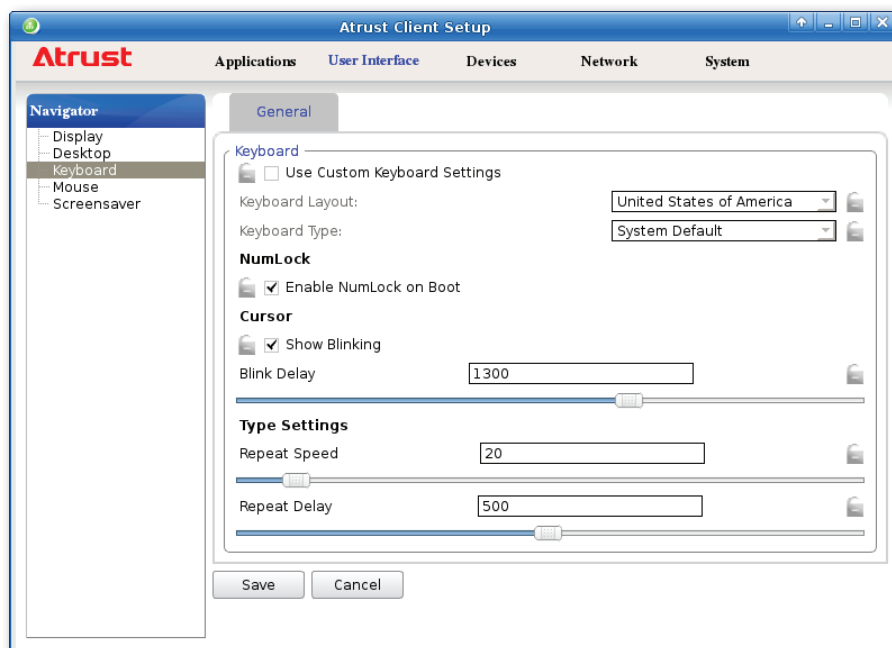 Atrust Client Setup
Atrust
Applications User Interface Devices Network System
Navigator
Display
Desktop
Keyboard
Mouse
Screensaver
General
Keyboard
Use Custom Keyboard Settings
Keyboard Layout: United States of America
Keyboard Type: System Default
NumLock
Enable NumLock on Boot
Cursor
Show Blinking
Blink Delay 1300
Type Settings
Repeat Speed 20
Repeat Delay 500
Save Cancel